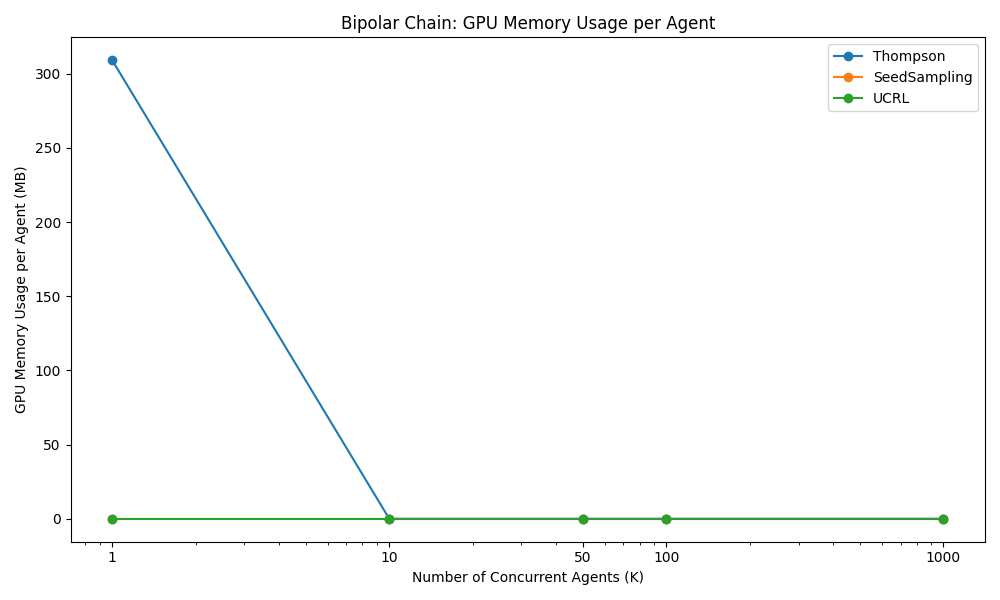 Bipolar Chain: GPU Memory Usage per Agent
Thompson
SeedSampling
UCRL
GPU Memory Usage per Agent (MB)
300
250
200
150
100
50
0
1
10
50
100
1000
Number of Concurrent Agents (K)